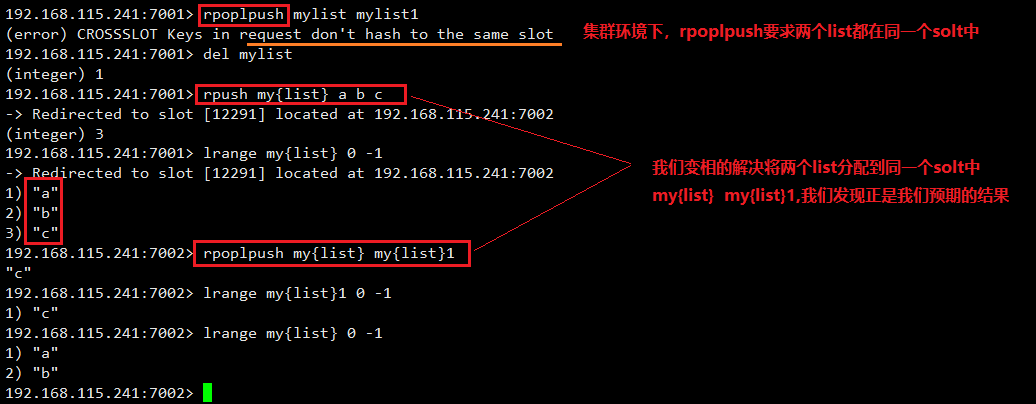 192.168.115.241:7001> rpoplpush mylist mylist1
(error) CROSSSLOT Keys in request don't hash to the same slot
集群环境下，rpoplpush要求两个list都在同一个solt中
192.168.115.241:7001> del mylist
(integer) 1
192.168.115.241:7001> rpush my{list} a b c
-> Redirected to slot [12291] located at 192.168.115.241:7002
(integer) 3
192.168.115.241:7001> lrange my{list} 0 -1
-> Redirected to slot [12291] located at 192.168.115.241:7002
1) "a"
2) "b"
3) "c"
我们变相的解决将两个list分配到同一个solt中
my{list} my{list}1,我们发现正是我们预期的结果
192.168.115.241:7002> rpoplpush my{list} my{list}1
"c"
192.168.115.241:7002> lrange my{list}1 0 -1
1) "c"
192.168.115.241:7002> lrange my{list} 0 -1
1) "a"
2) "b"
192.168.115.241:7002>